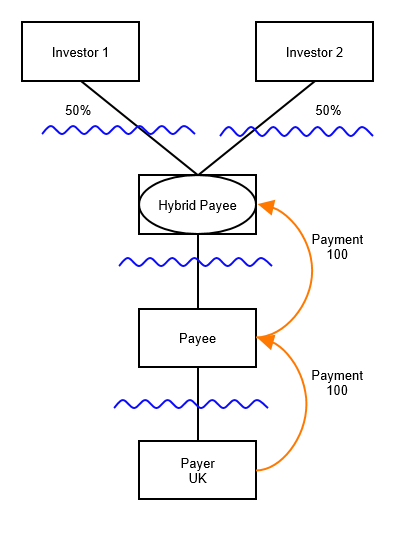 Investor 1
Investor 2
50%
50%
Hybrid Payee
Payment
100
Payee
Payment
100
Payer
UK